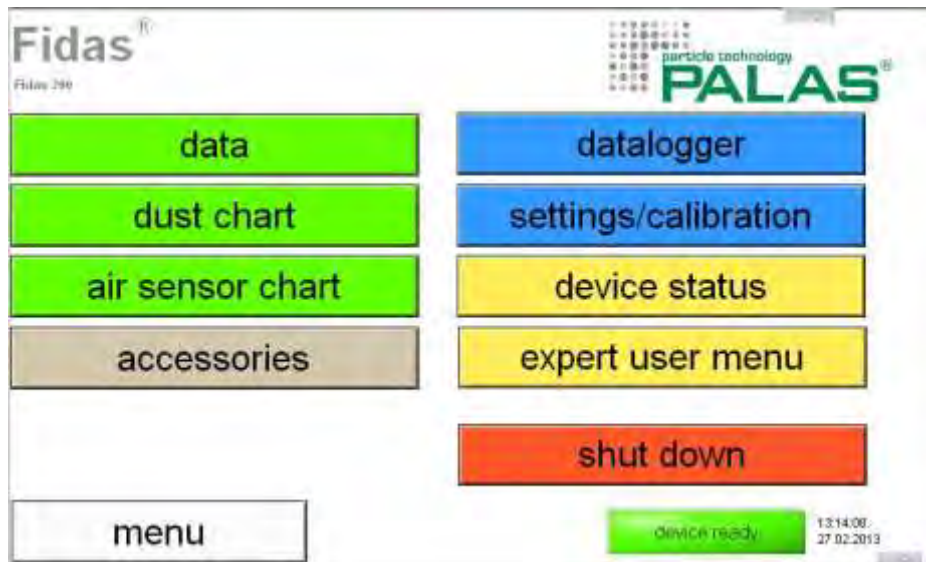 Fidas®
Fidas 200
particle technology
PALAS®
data
datalogger
dust chart
settings/calibration
air sensor chart
device status
accessories
expert user menu
shut down
menu
device ready
13:14:08
27.02.2013